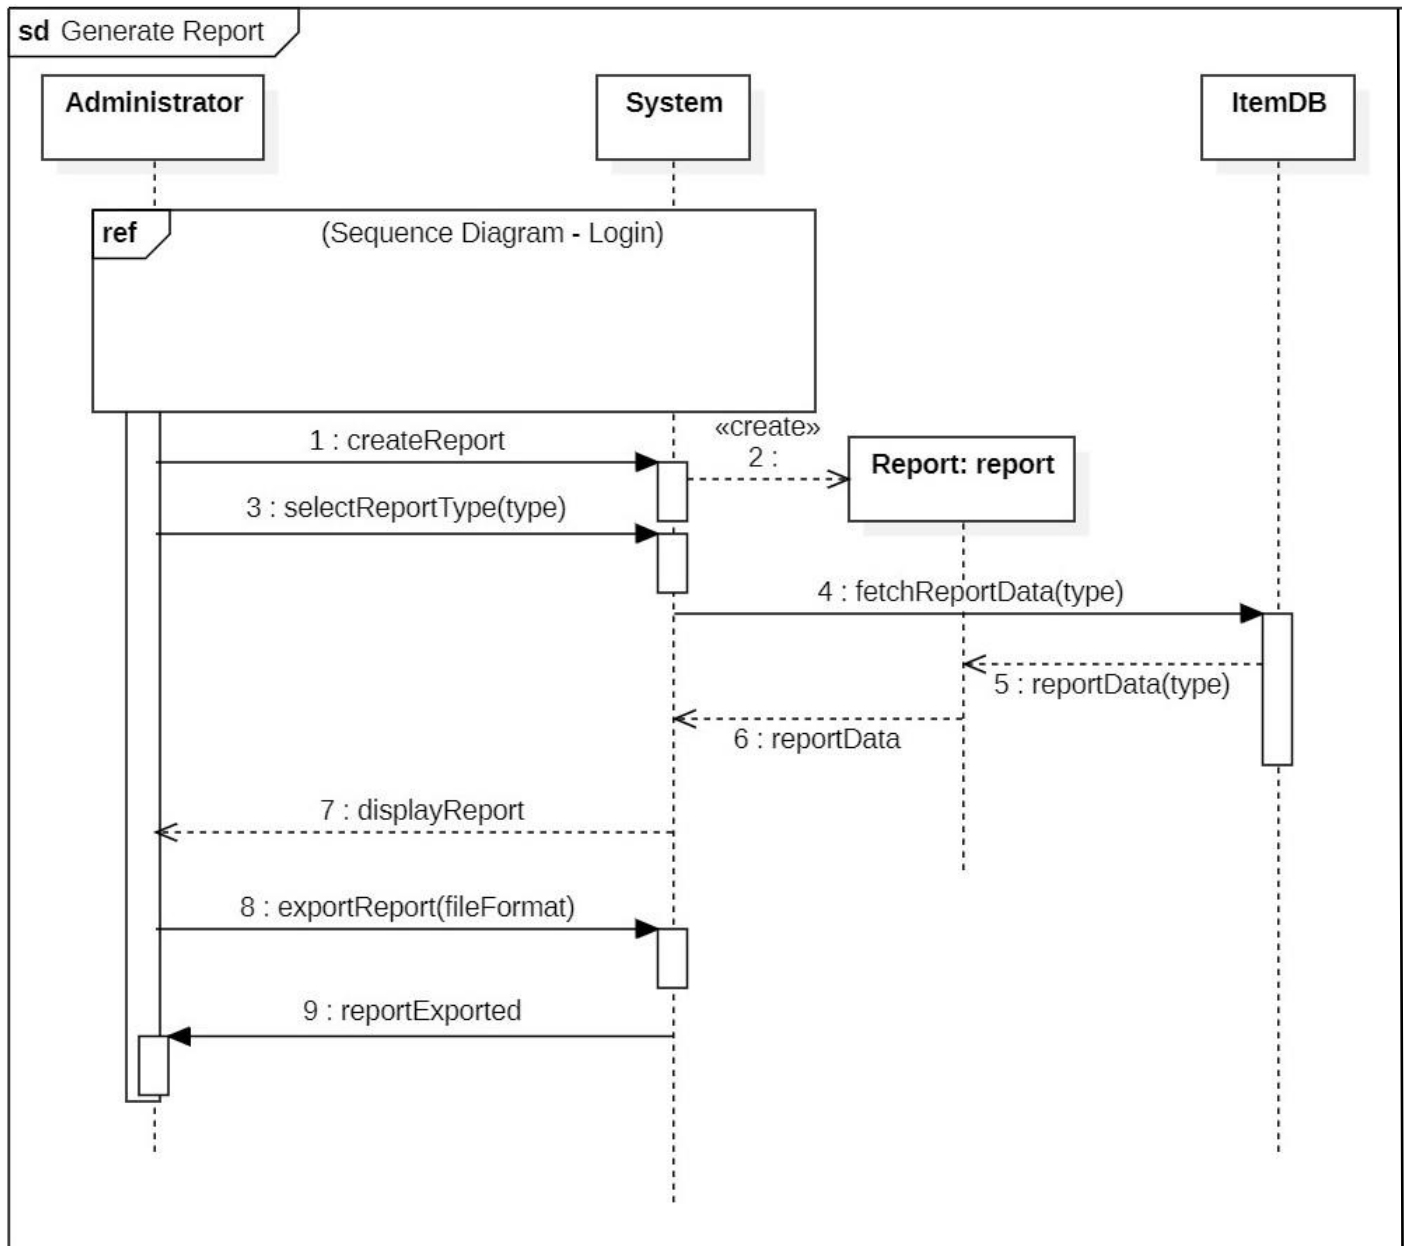 sd Generate Report
Administrator
System
ItemDB
ref
(Sequence Diagram - Login)
1 : createReport
«create»
2 :
Report: report
3 : selectReportType(type)
4 : fetchReportData(type)
5 : reportData(type)
6 : reportData
7 : displayReport
8 : exportReport(fileFormat)
9 : reportExported